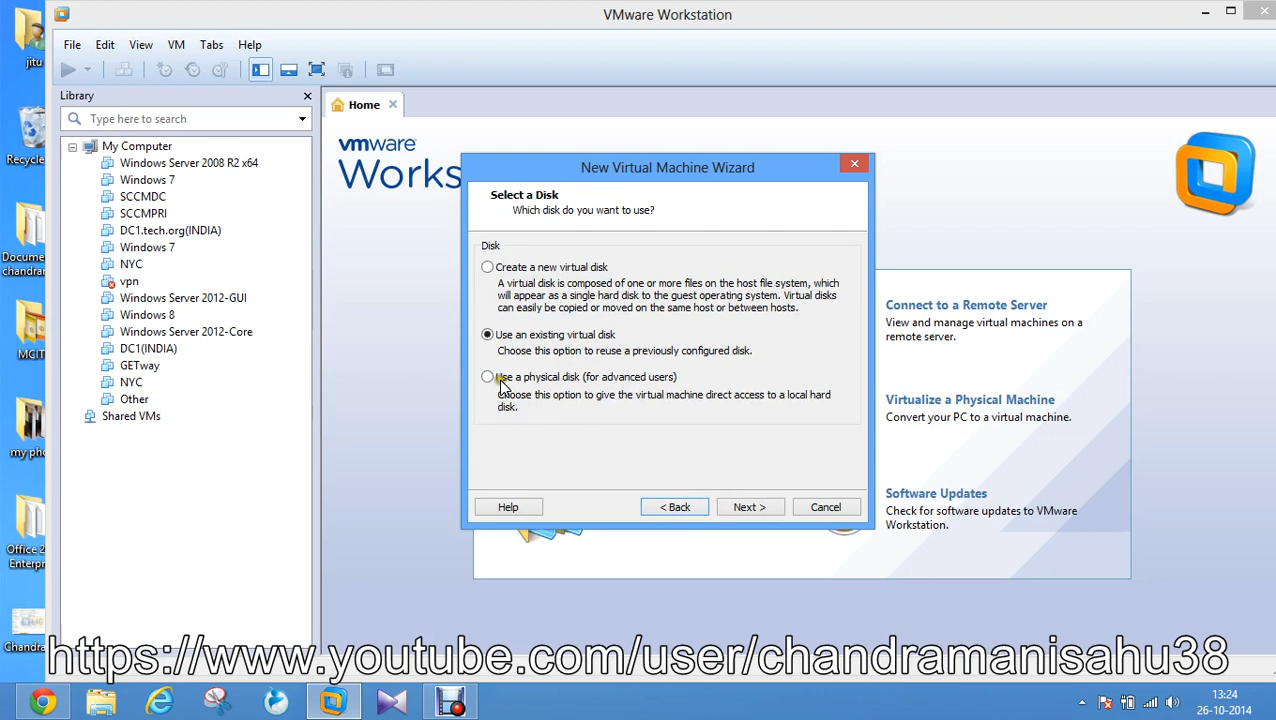 VMware Workstation
File Edit View VM Tabs Help
jitu
Library
Home
Type here to search
My Computer
Windows Server 2008 R2 x64
Windows 7
SCCMDC
SCCMPRI
DC1.tech.org(INDIA)
Windows 7
NYC
vpn
Windows Server 2012-GUI
Windows 8
Windows Server 2012-Core
DC1(INDIA)
GETway
NYC
Other
Shared VMs
Recycle
Docume
chandra
MCIT
my pho
Office 2
Enterpr
Chandra
vmware
Works
New Virtual Machine Wizard
Select a Disk
Which disk do you want to use?
Disk
Create a new virtual disk
A virtual disk is composed of one or more files on the host file system, which
will appear as a single hard disk to the guest operating system. Virtual disks
can easily be copied or moved on the same host or between hosts.
Use an existing virtual disk
Choose this option to reuse a previously configured disk.
Use a physical disk (for advanced users)
Choose this option to give the virtual machine direct access to a local hard
disk.
Help < Back Next > Cancel
Connect to a Remote Server
View and manage virtual machines on a
remote server.
Virtualize a Physical Machine
Convert your PC to a virtual machine.
Software Updates
Check for software updates to VMware
Workstation.
https://www.youtube.com/user/chandramanisahu38
13:24
26-10-2014